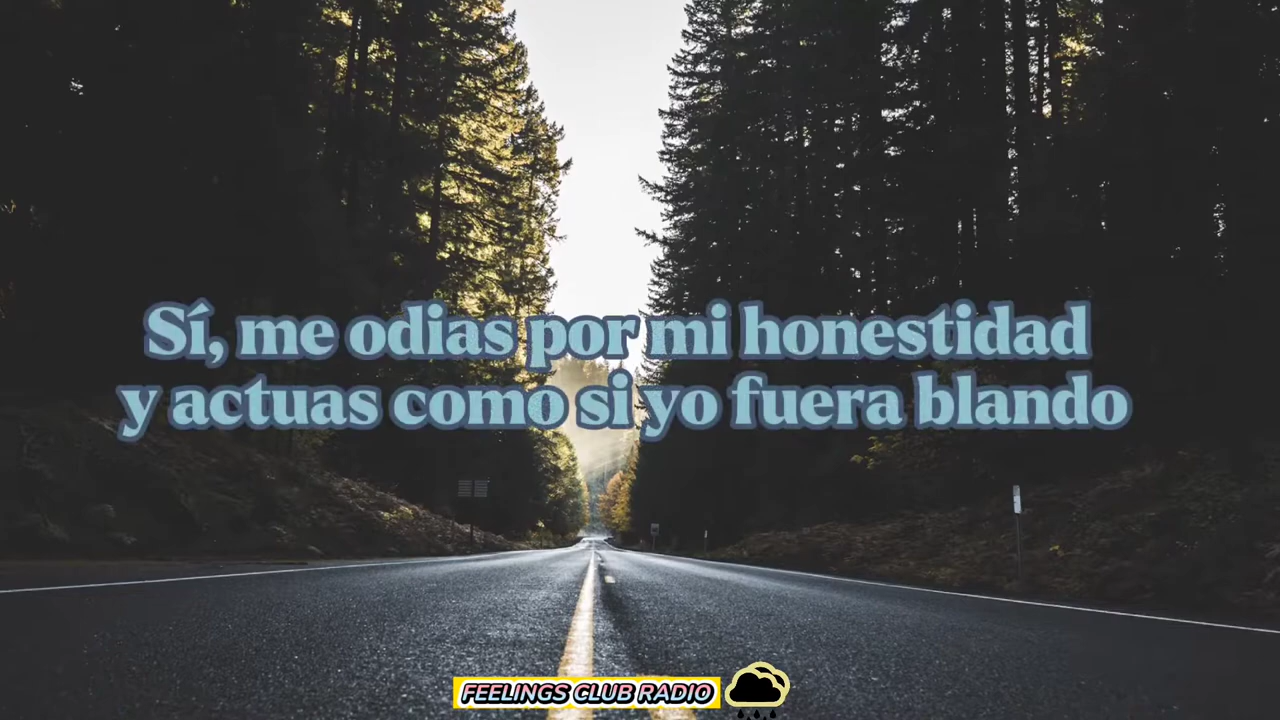 Sí, me odias por mi honestidad
y actuas como si yo fuera blando
FEELINGS CLUB RADIO